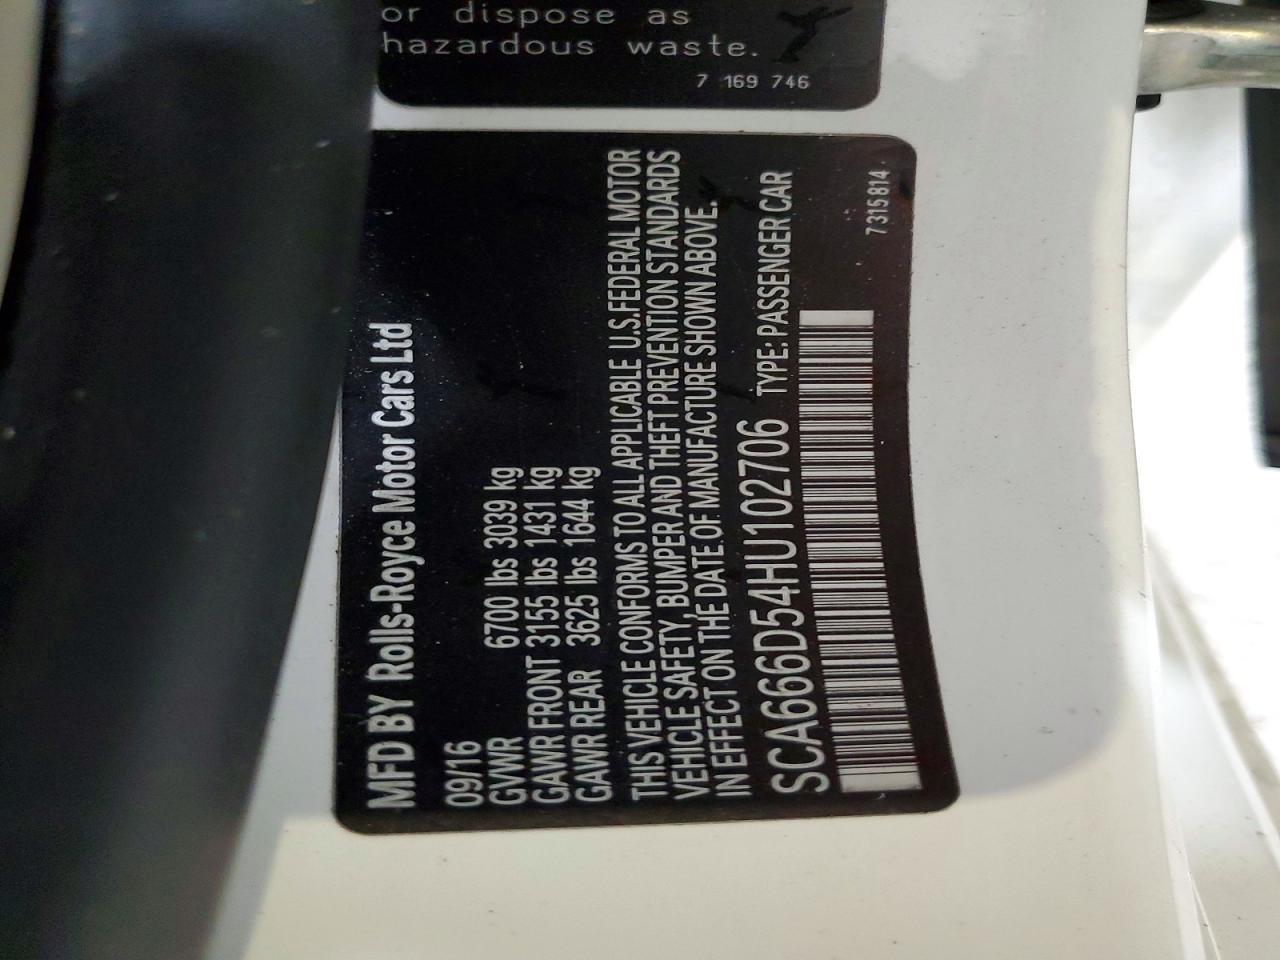 or dispose as
hazardous waste.
7 169 746
MFD BY Rolls-Royce Motor Cars Ltd
09/16
GVWR 6700 lbs 3039 kg
GAWR FRONT 3155 lbs 1431 kg
GAWR REAR 3625 lbs 1644 kg
THIS VEHICLE CONFORMS TO ALL APPLICABLE U.S. FEDERAL MOTOR
VEHICLE SAFETY, BUMPER AND THEFT PREVENTION STANDARDS
IN EFFECT ON THE DATE OF MANUFACTURE SHOWN ABOVE.
SCA666D54HU102706 TYPE: PASSENGER CAR
7315814